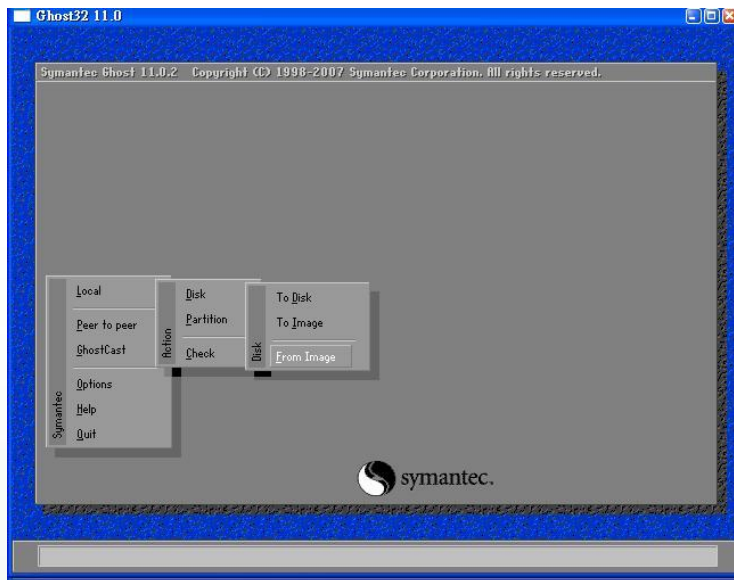 Ghost32 11.0
Symantec Ghost 11.0.2 Copyright (C) 1998-2007 Symantec Corporation. All rights reserved.
Local
Peer to peer
GhostCast
Options
Help
Quit
Symantec
Disk
Partition
Check
Action
To Disk
To Image
From Image
Disk
symantec.